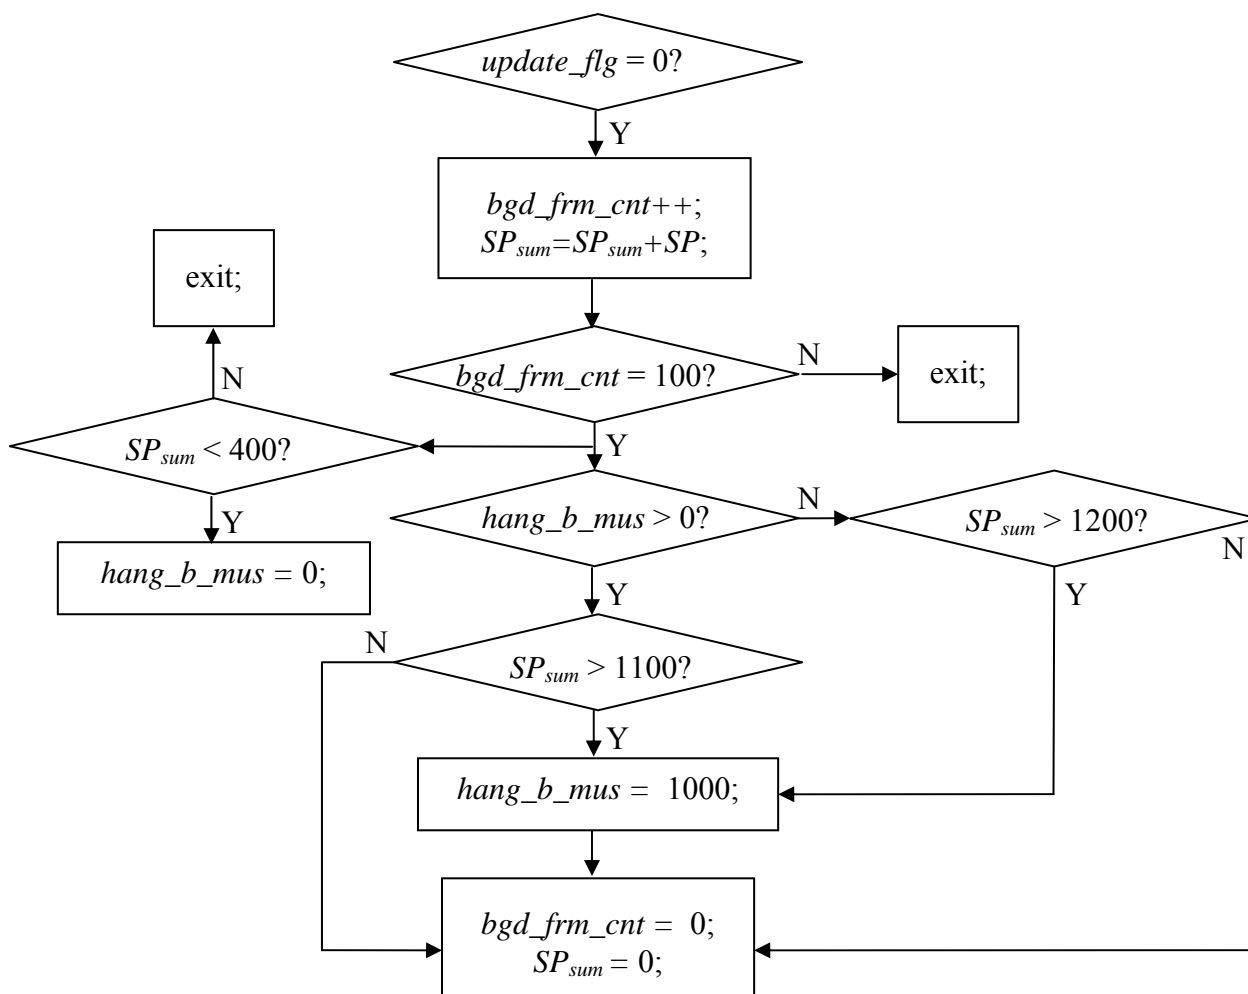 update_flg = 0?
Y
bgd_frm_cnt++;
SPsum=SPsum+SP;
exit;
N
bgd_frm_cnt = 100?
N
exit;
Y
SPsum < 400?
Y
hang_b_mus = 0;
hang_b_mus > 0?
N
SPsum > 1200?
N
Y
Y
N
SPsum > 1100?
Y
hang_b_mus = 1000;
bgd_frm_cnt = 0;
SPsum = 0;